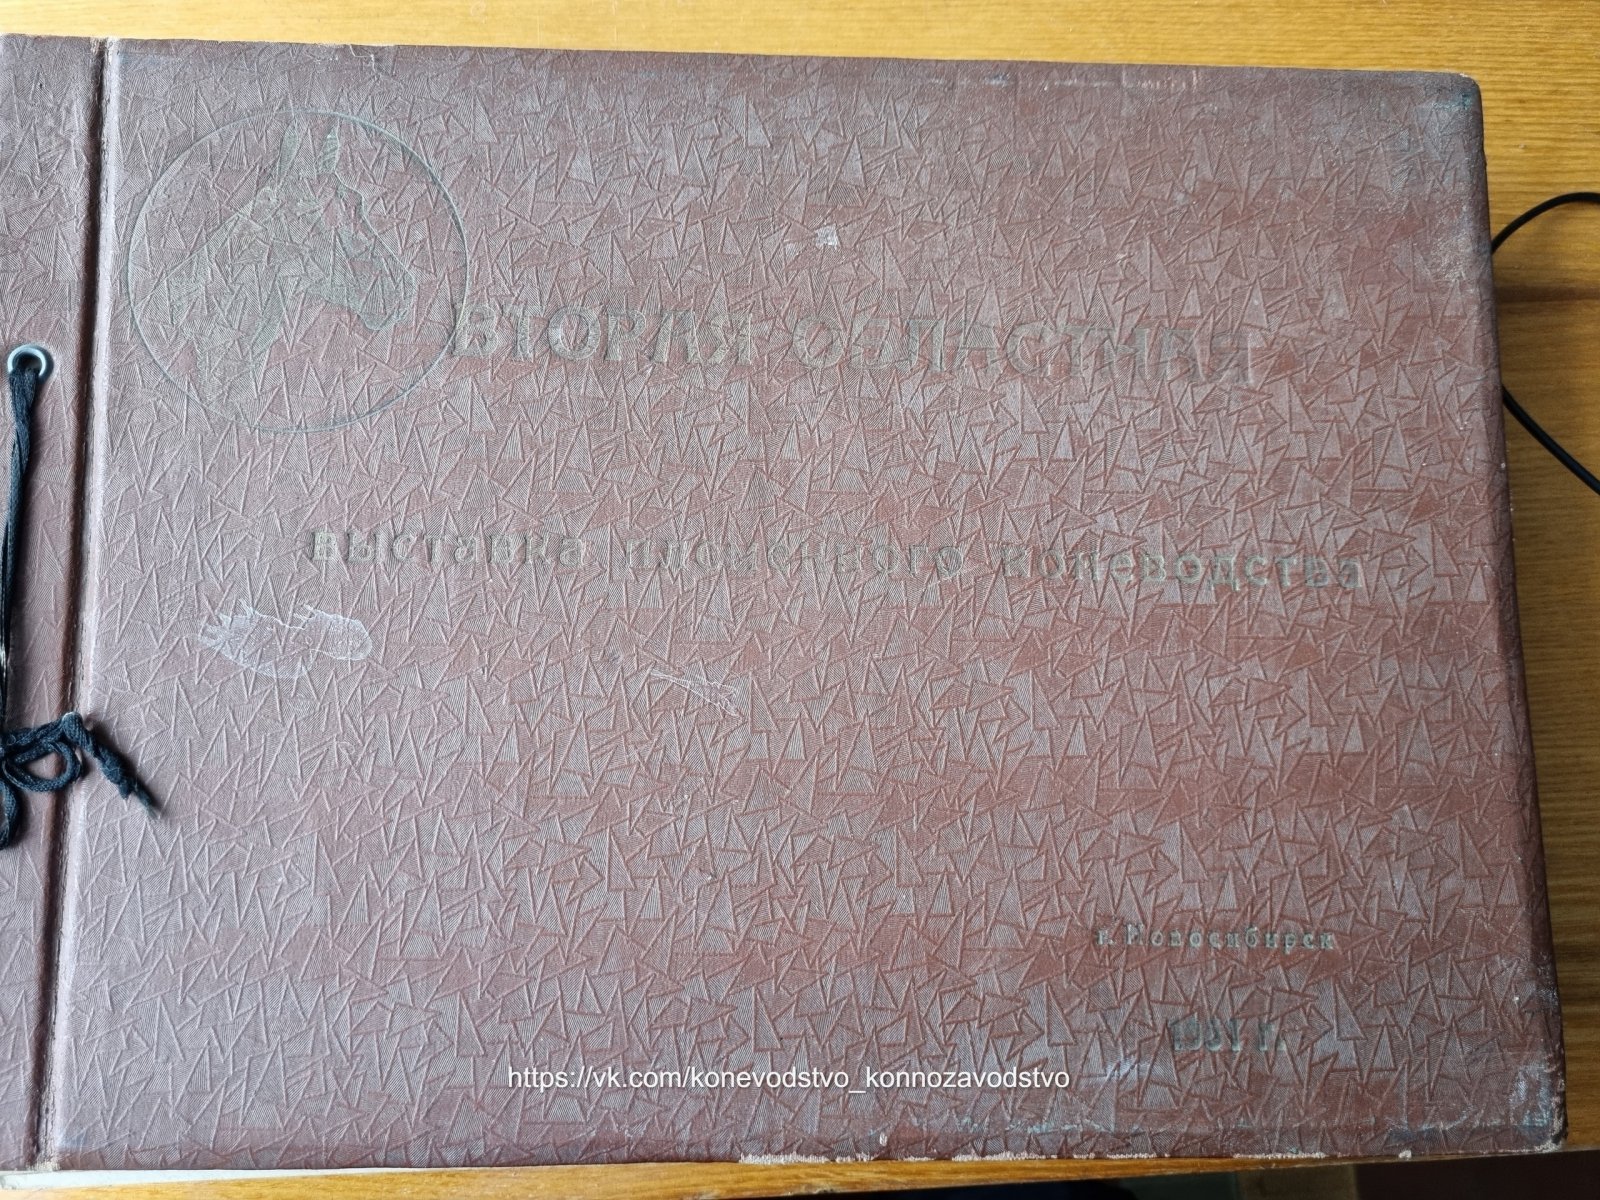 ВТОРАЯ ОБЛАСТНАЯ
выставка племенного коневодства
г. Новосибирск
https://vk.com/konevodstvo_konnozavodstvo